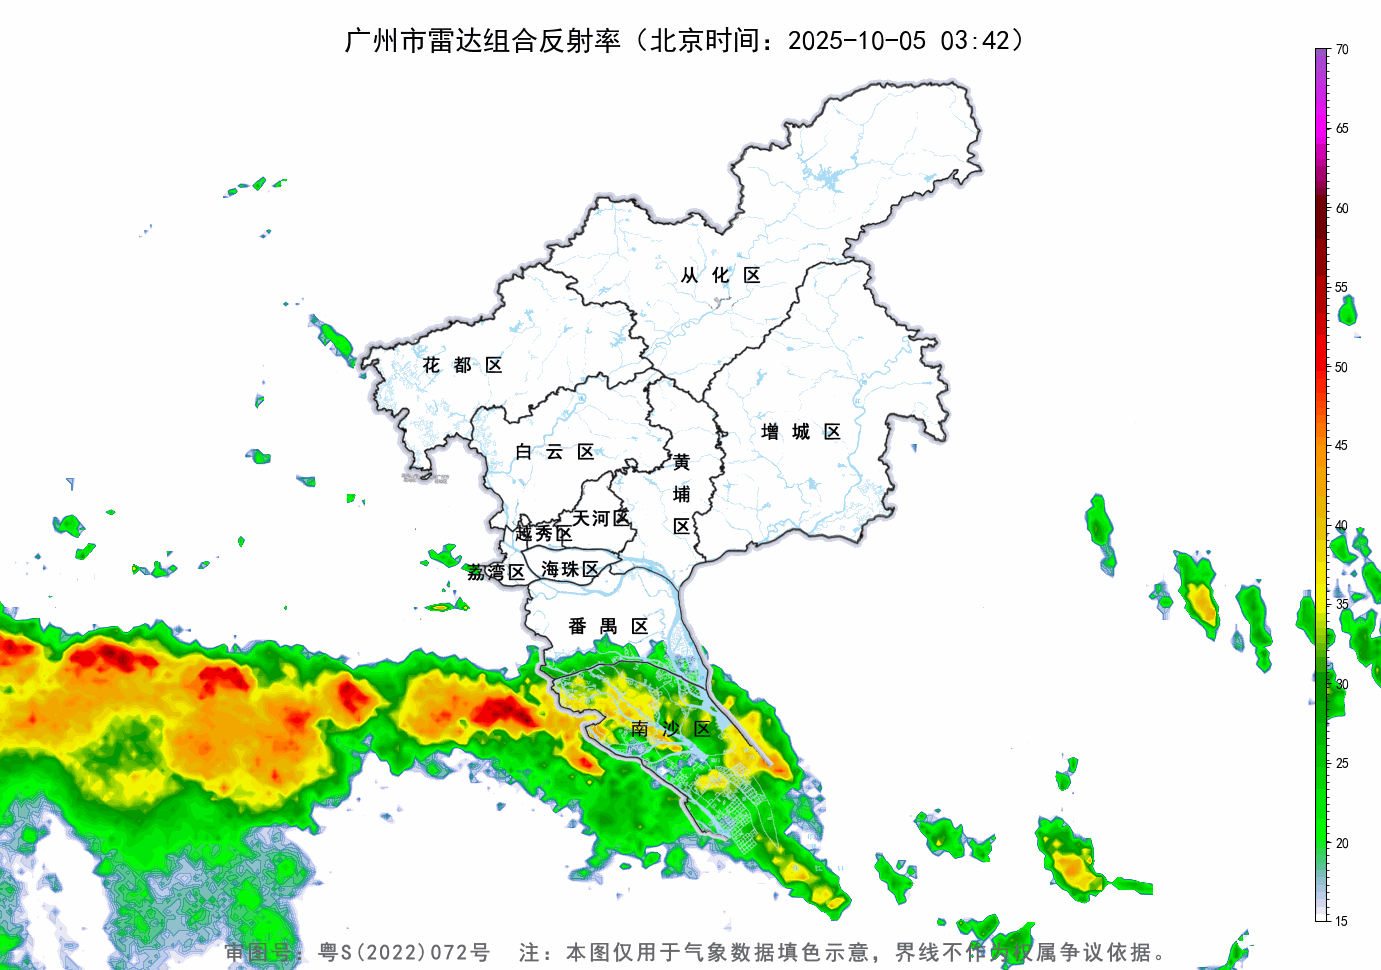 广州市雷达组合反射率（北京时间：2025-10-05 03:42）
70
65
60
55
50
45
40
35
30
25
20
15
从化区
花都区
增城区
白云区
黄埔区
天河区
越秀区
荔湾区
海珠区
番禺区
南沙区
审图号：粤S(2022)072号 注：本图仅用于气象数据填色示意，界线不作为权属争议依据。